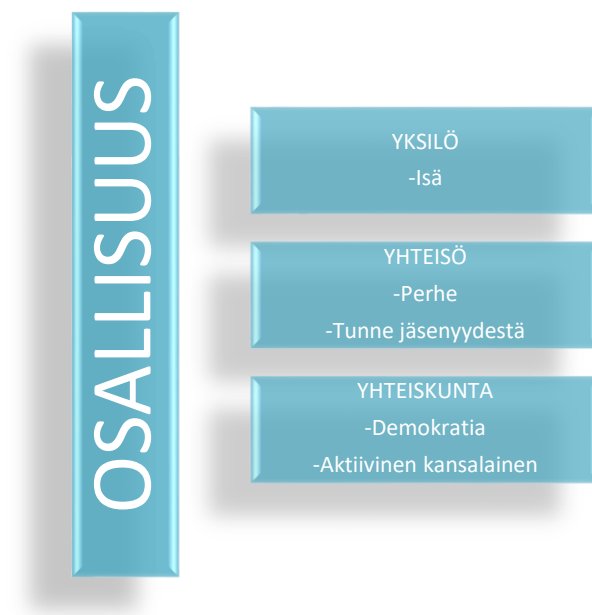 OSALLISUUS
YKSILÖ
-Isä
YHTEISÖ
-Perhe
-Tunne jäsenyydestä
YHTEISKUNTA
-Demokratia
-Aktiivinen kansalainen